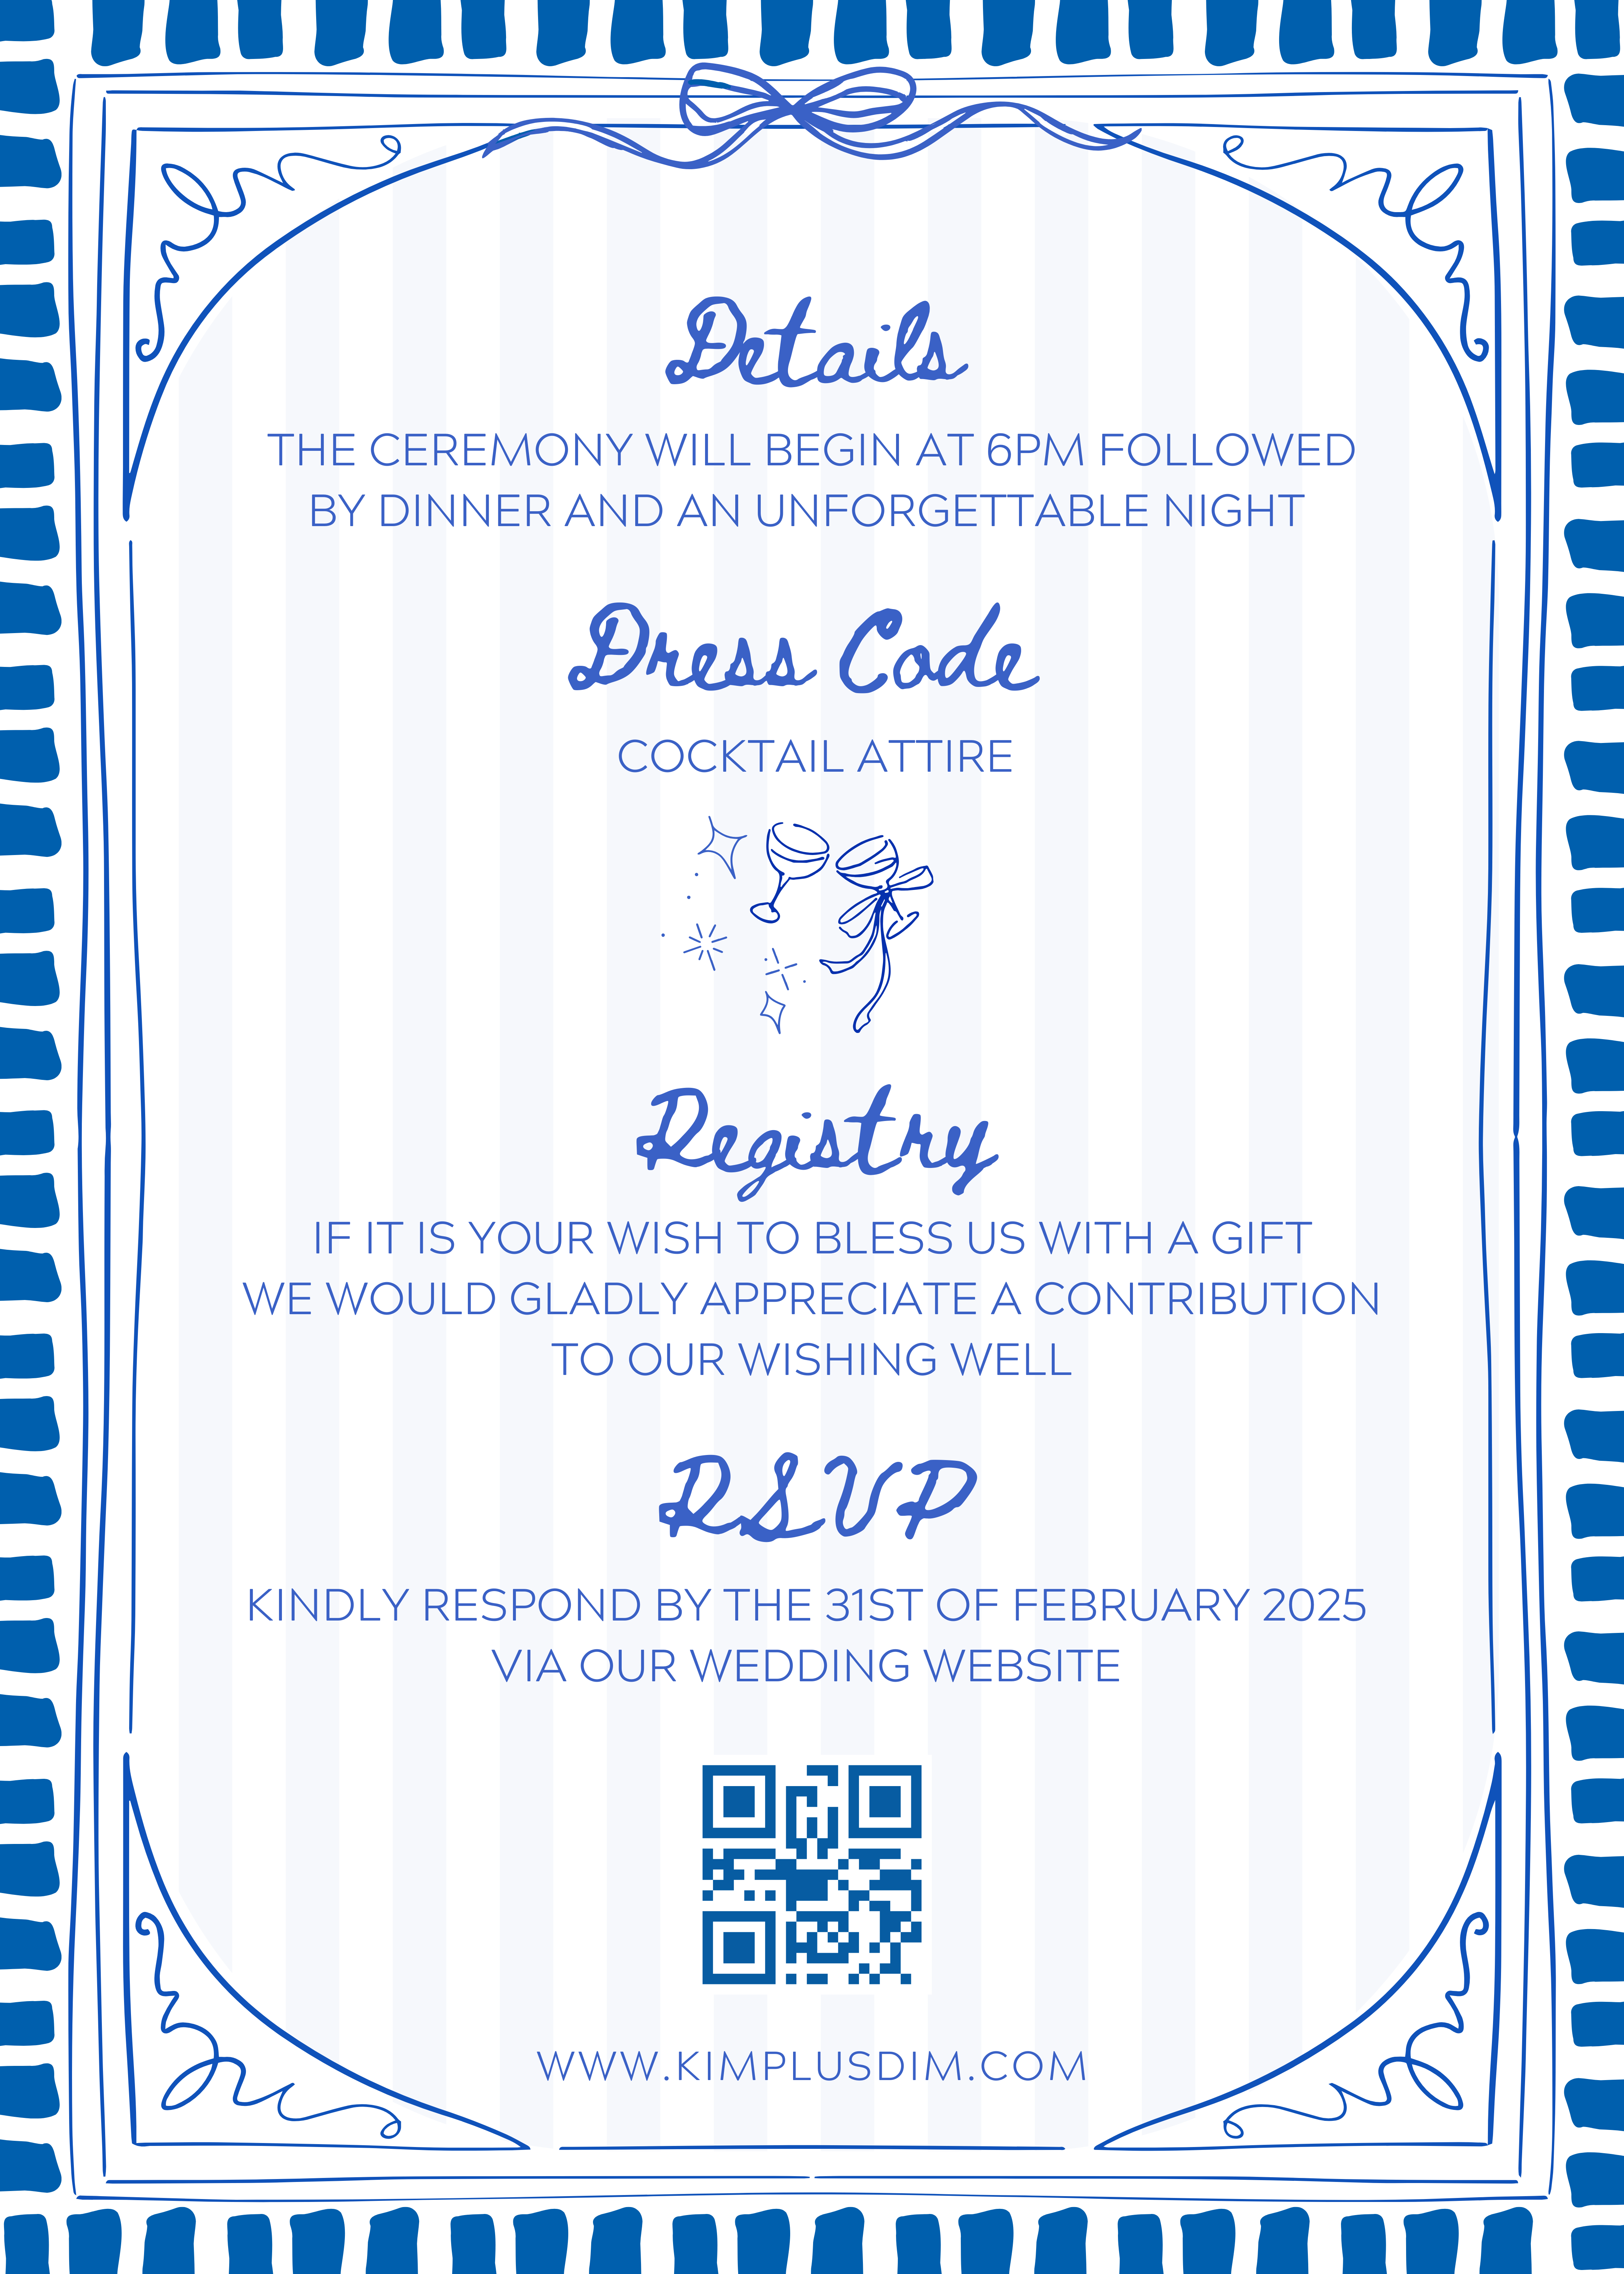 Details
THE CEREMONY WILL BEGIN AT 6PM FOLLOWED
BY DINNER AND AN UNFORGETTABLE NIGHT
Dress Code
COCKTAIL ATTIRE
Registry
IF IT IS YOUR WISH TO BLESS US WITH A GIFT
WE WOULD GLADLY APPRECIATE A CONTRIBUTION
TO OUR WISHING WELL
RSVP
KINDLY RESPOND BY THE 31ST OF FEBRUARY 2025
VIA OUR WEDDING WEBSITE
WWW.KIMPLUSDIM.COM